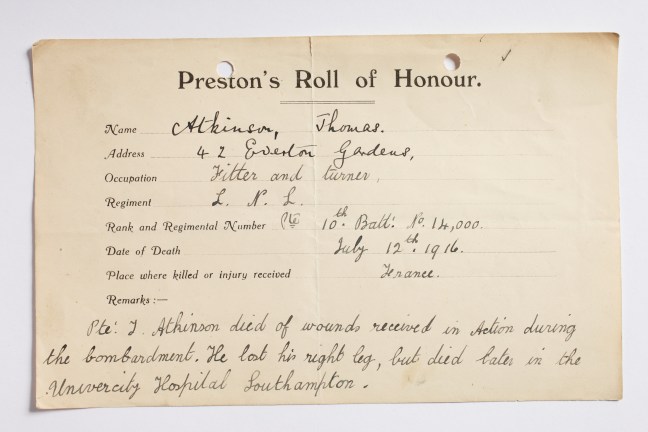 Preston's Roll of Honour.
Name Atkinson, Thomas.
Address 42 Everton Gardens,
Occupation Fitter and turner,
Regiment L. N. L.
Rank and Regimental Number Pte 10th Batt: No. 14,000.
Date of Death July 12th 1916.
Place where killed or injury received France.
Remarks :—
Pte: T. Atkinson died of wounds received in Action during
the bombardment. He lost his right leg, but died later in the
Univercity Hospital Southampton.